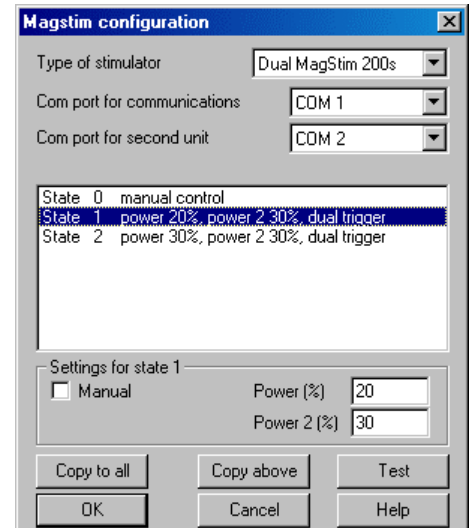 Magstim configuration
Type of stimulator Dual MagStim 200s
Com port for communications COM 1
Com port for second unit COM 2
State 0 manual control
State 1 power 20%, power 2 30%, dual trigger
State 2 power 30%, power 2 30%, dual trigger
Settings for state 1
Manual Power (%) 20
Power 2 (%) 30
Copy to all Copy above Test
OK Cancel Help